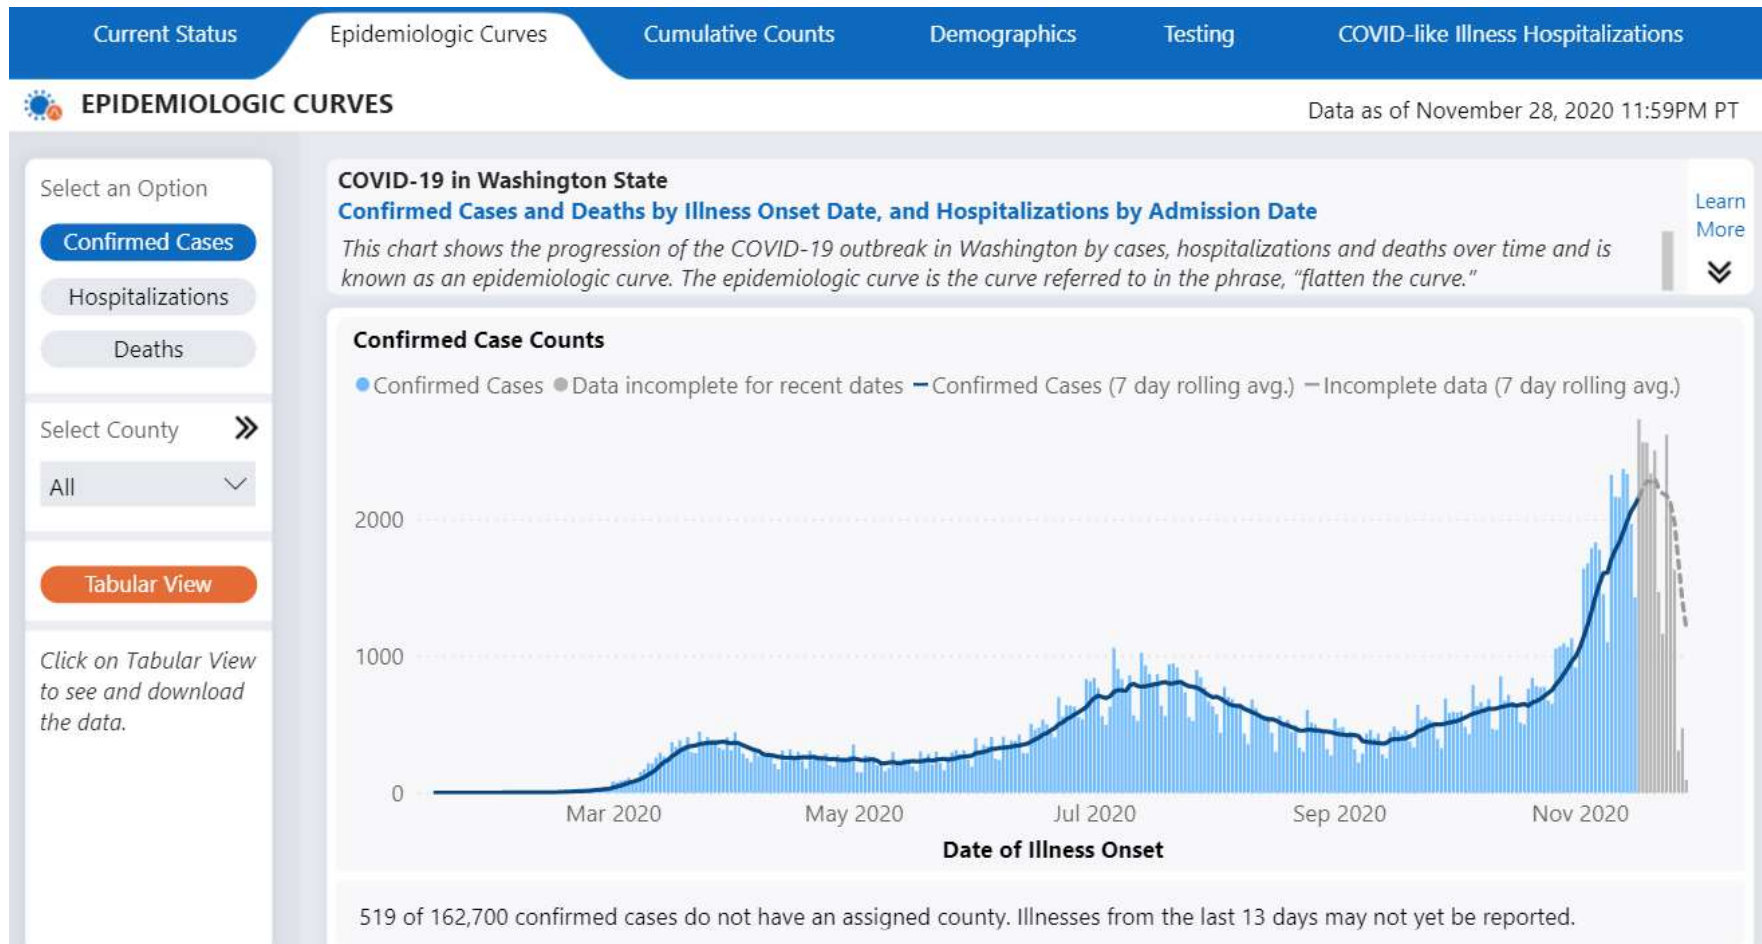 Current Status
Epidemiologic Curves
Cumulative Counts
Demographics
Testing
COVID-like Illness Hospitalizations
EPIDEMIOLOGIC CURVES
Data as of November 28, 2020 11:59PM PT
Select an Option
Confirmed Cases
Hospitalizations
Deaths
Select County
All
Tabular View
Click on Tabular View
to see and download
the data.
COVID-19 in Washington State
Confirmed Cases and Deaths by Illness Onset Date, and Hospitalizations by Admission Date
This chart shows the progression of the COVID-19 outbreak in Washington by cases, hospitalizations and deaths over time and is
known as an epidemiologic curve. The epidemiologic curve is the curve referred to in the phrase, “flatten the curve.”
Learn
More
Confirmed Case Counts
Confirmed Cases
Data incomplete for recent dates
Confirmed Cases (7 day rolling avg.)
Incomplete data (7 day rolling avg.)
2000
1000
0
Mar 2020
May 2020
Jul 2020
Sep 2020
Nov 2020
Date of Illness Onset
519 of 162,700 confirmed cases do not have an assigned county. Illnesses from the last 13 days may not yet be reported.